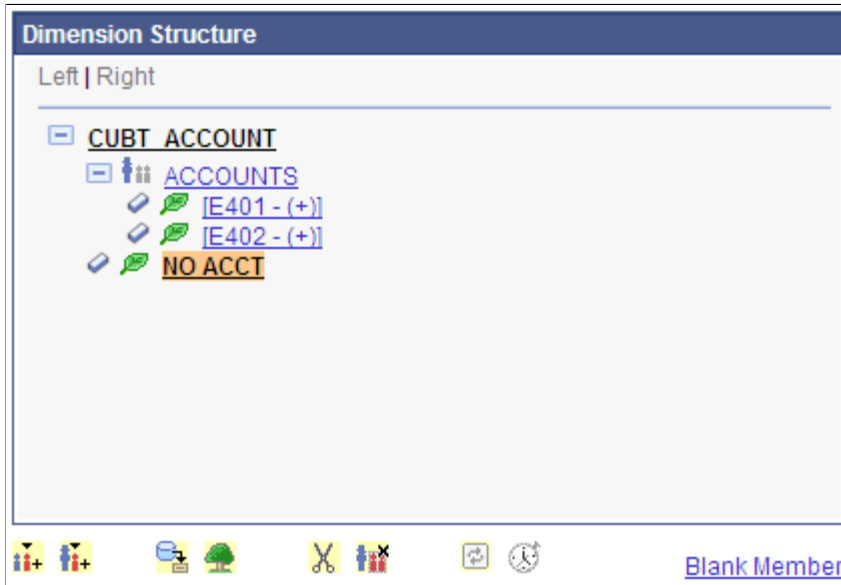 Dimension Structure
Left | Right
CUBT_ACCOUNT
ACCOUNTS
[E401 - (+)]
[E402 - (+)]
NO ACCT
Blank Member